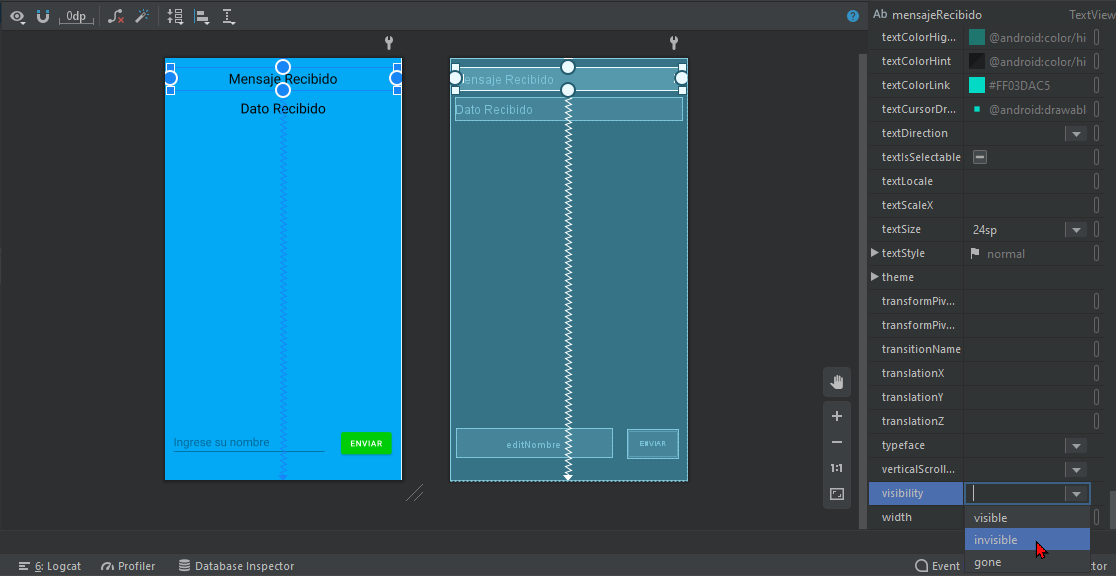 0dp
?
Ab mensajeRecibido TextView
textColorHig... @android:color/hi
textColorHint @android:color/hi
textColorLink #FF03DAC5
textCursorDr... @android:drawabl
textDirection
textIsSelectable
textLocale
textScaleX
textSize 24sp
textStyle normal
theme
transformPiv...
transformPiv...
transitionName
translationX
translationY
translationZ
typeface
verticalScroll...
visibility
width
visible
invisible
gone
Mensaje Recibido
Dato Recibido
Ingrese su nombre
ENVIAR
ensaje Recibido
Dato Recibido
editNombre
ENVIAR
1:1
6: Logcat Profiler Database Inspector Event tor